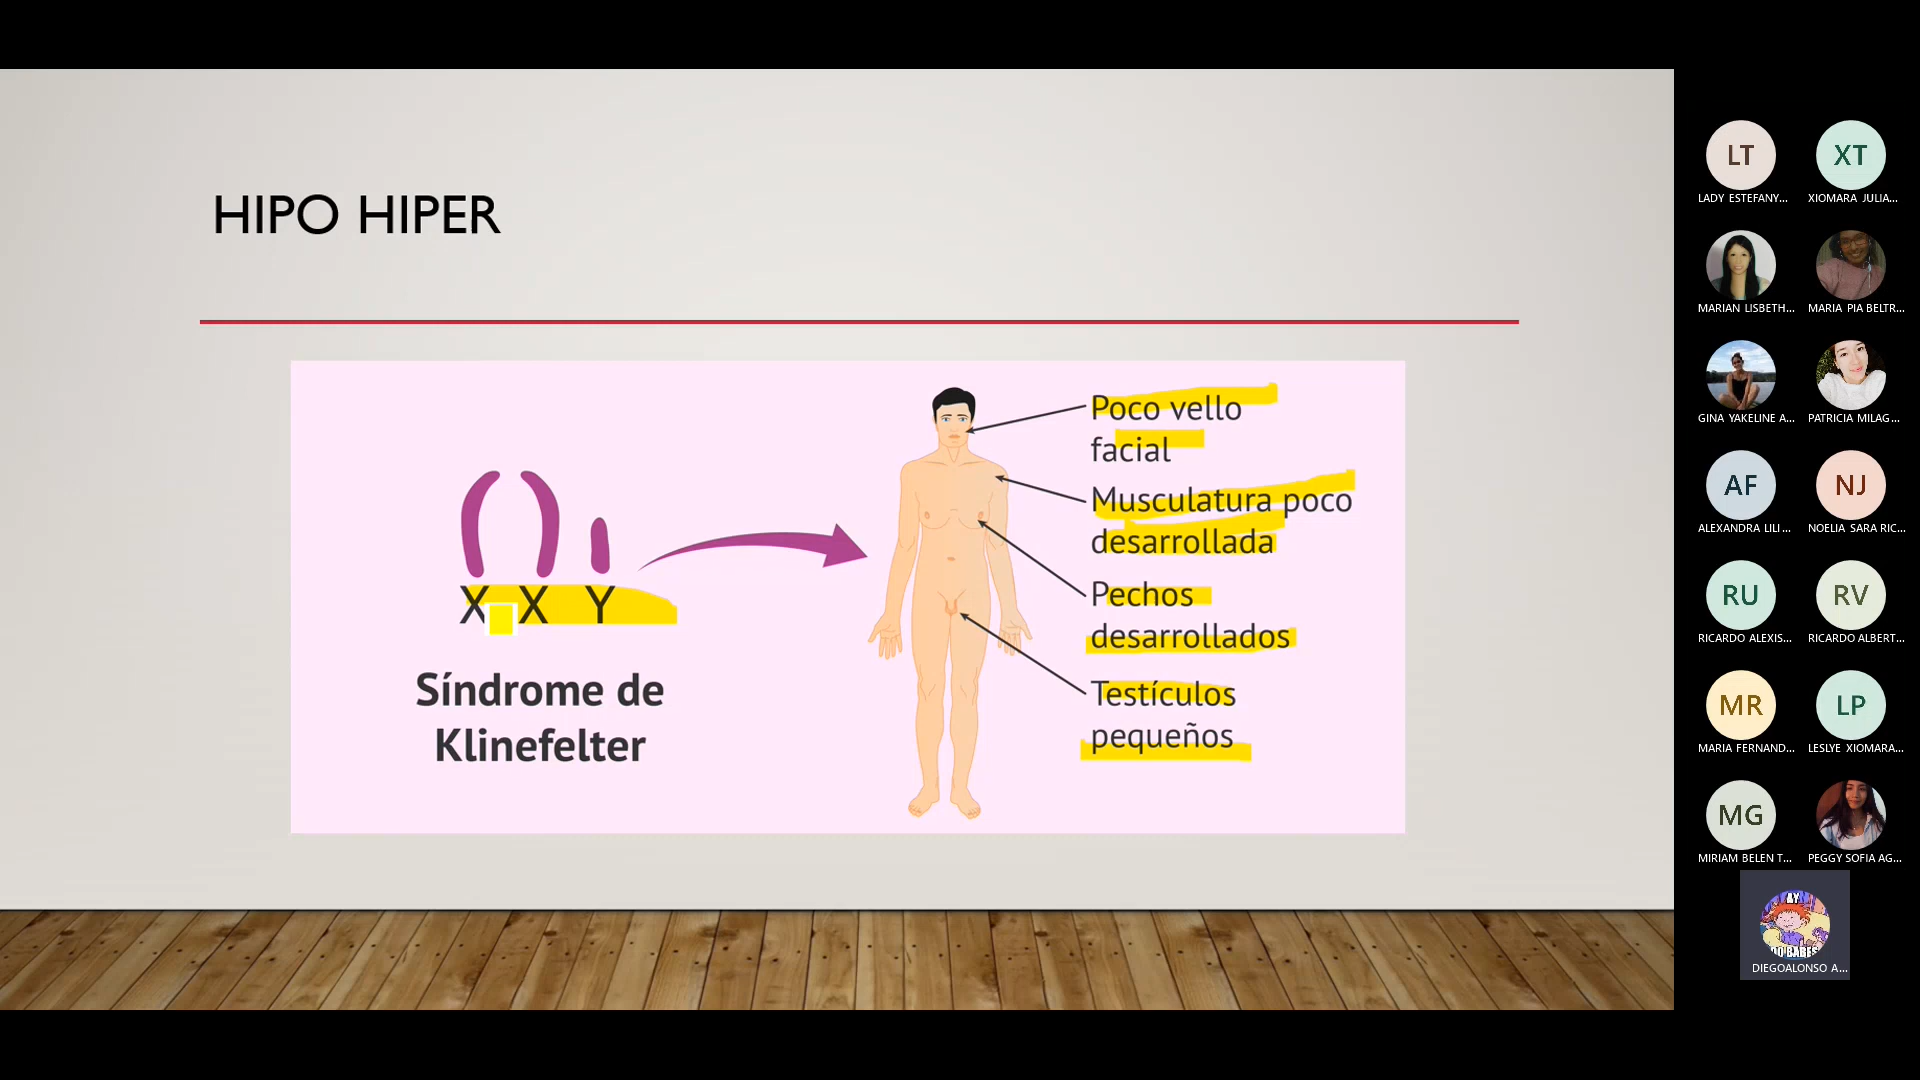 HIPO HIPER
X X Y
Síndrome de
Klinefelter
Poco vello
facial
Musculatura poco
desarrollada
Pechos
desarrollados
Testículos
pequeños
LT
XT
LADY ESTEFANY...
XIOMARA JULIA...
MARIAN LISBETH...
MARIA PIA BELTR...
GINA YAKELINE A...
PATRICIA MILAG...
AF
NJ
ALEXANDRA LILI...
NOELIA SARA RIC...
RU
RV
RICARDO ALEXIS...
RICARDO ALBERT...
MR
LP
MARIA FERNAND...
LESLYE XIOMARA...
MG
MIRIAM BELEN T...
PEGGY SOFIA AG...
AY
DIEGOALONSO A...